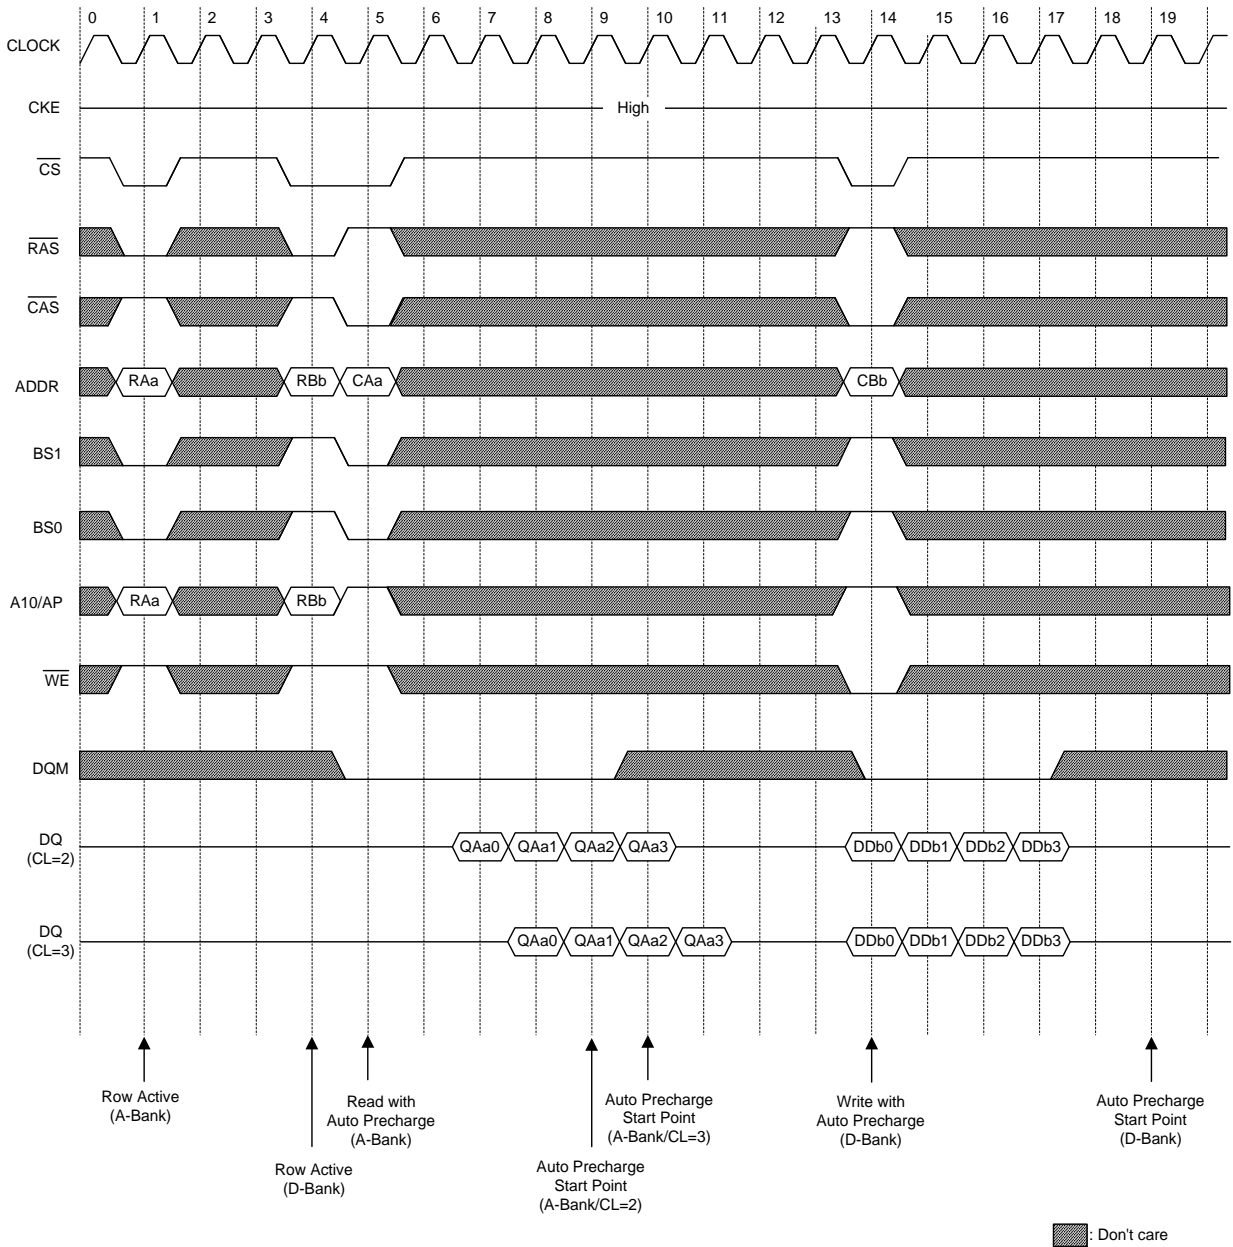 0 1 2 3 4 5 6 7 8 9 10 11 12 13 14 15 16 17 18 19
CLOCK
CKE
High
CS
RAS
CAS
ADDR
RAa RBb CAa CBb
BS1
BS0
A10/AP
RAa RBb
WE
DQM
DQ
(CL=2)
QAa0 QAa1 QAa2 QAa3 DDb0 DDb1 DDb2 DDb3
DQ
(CL=3)
QAa0 QAa1 QAa2 QAa3 DDb0 DDb1 DDb2 DDb3
Row Active
(A-Bank)
Row Active
(D-Bank)
Read with
Auto Precharge
(A-Bank)
Auto Precharge
Start Point
(A-Bank/CL=2)
Auto Precharge
Start Point
(A-Bank/CL=3)
Write with
Auto Precharge
(D-Bank)
Auto Precharge
Start Point
(D-Bank)
: Don't care